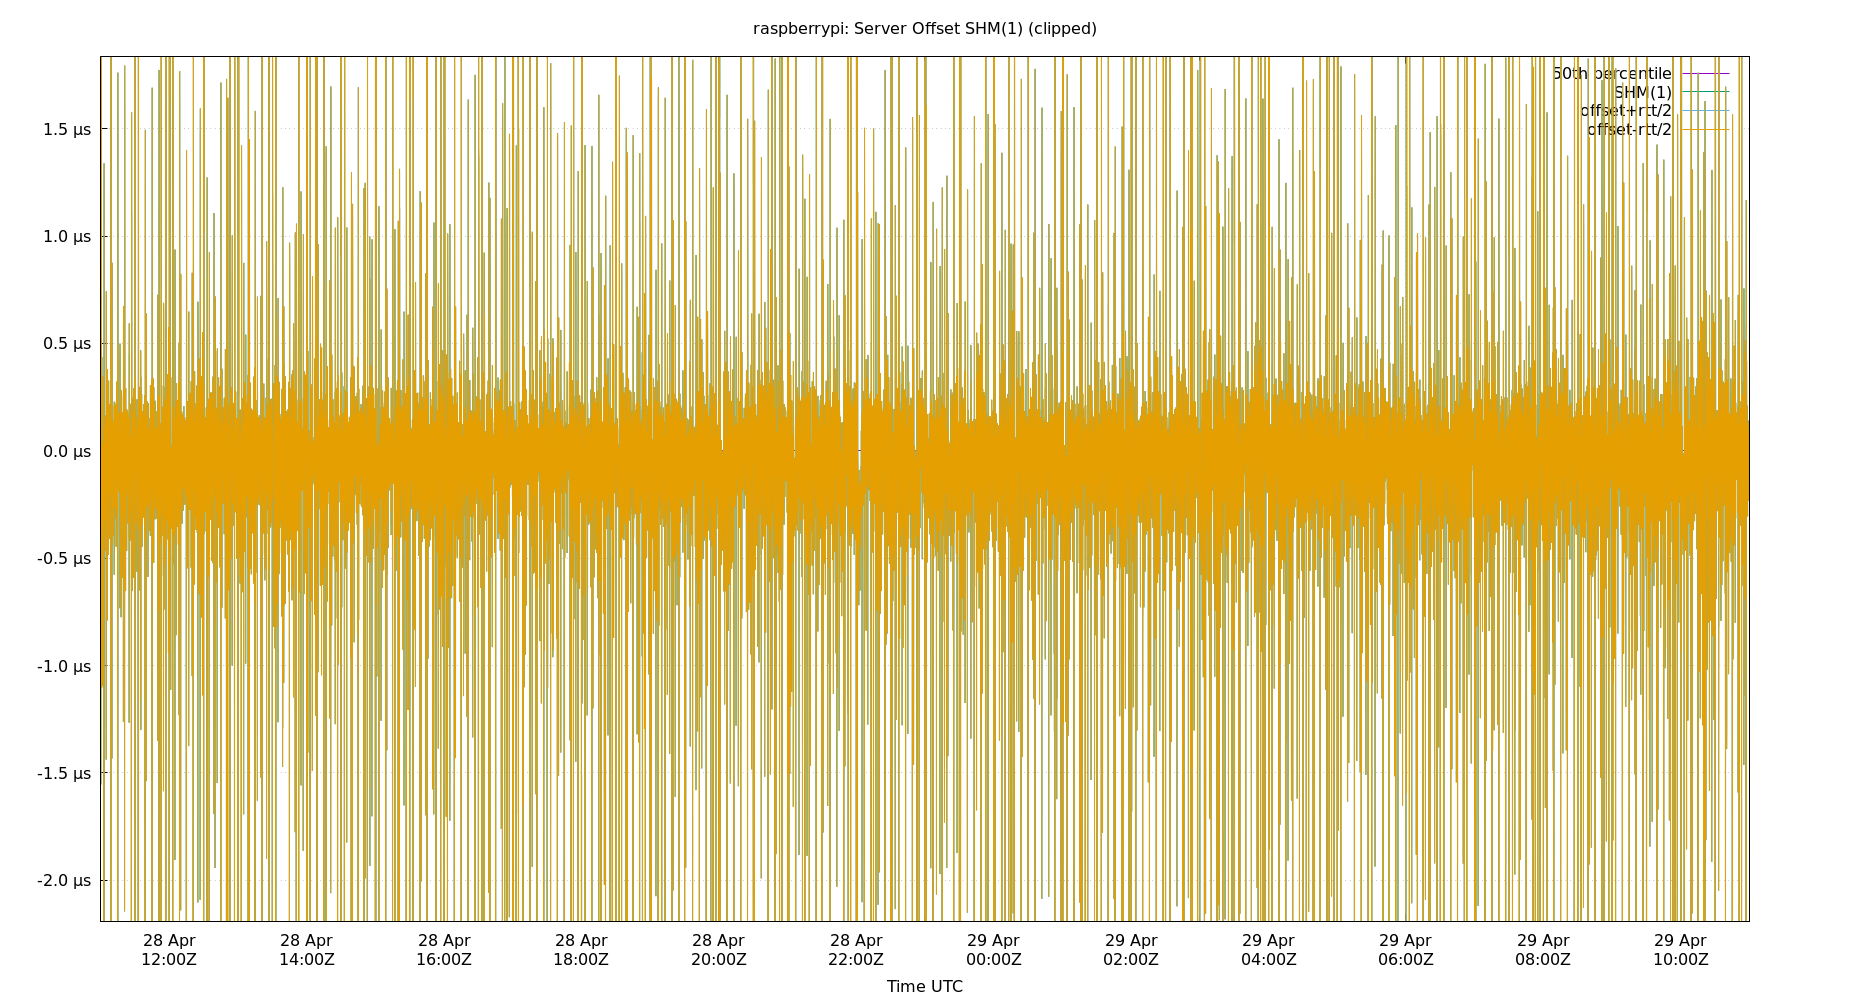 raspberrypi: Server Offset SHM(1) (clipped)
50th percentile
SHM(1)
offset+rtt/2
offset-rtt/2
1.5 µs
1.0 µs
0.5 µs
0.0 µs
-0.5 µs
-1.0 µs
-1.5 µs
-2.0 µs
28 Apr 28 Apr 28 Apr 28 Apr 28 Apr 28 Apr 29 Apr 29 Apr 29 Apr 29 Apr 29 Apr 29 Apr
12:00Z 14:00Z 16:00Z 18:00Z 20:00Z 22:00Z 00:00Z 02:00Z 04:00Z 06:00Z 08:00Z 10:00Z
Time UTC